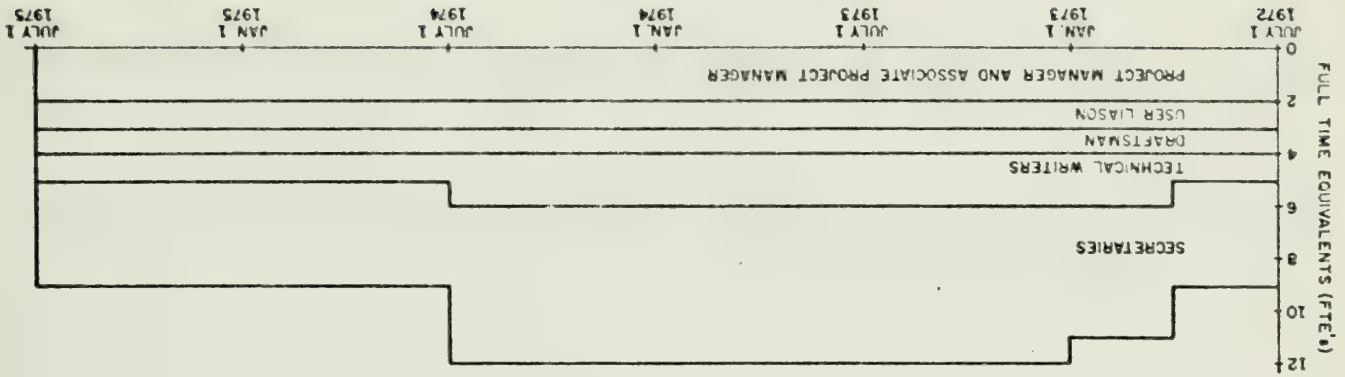 FULL TIME EQUIVALENTS (FTE's)
12
10
8
6
4
2
0
SECRETARIES
TECHNICAL WRITERS
DRAFTSMAN
USER LIASON
PROJECT MANAGER AND ASSOCIATE PROJECT MANAGER
JULY 1
1972
JAN. 1
1973
JULY 1
1973
JAN. 1
1974
JULY 1
1974
JAN 1
1975
JULY 1
1975